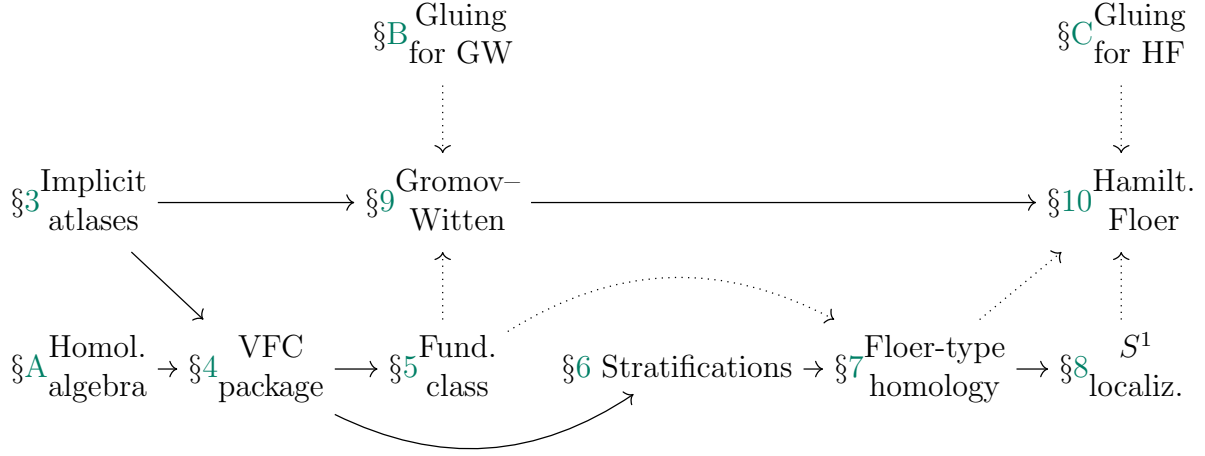 §B Gluing
for GW
§C Gluing
for HF
§3 Implicit
atlases
§9 Gromov–
Witten
§10 Hamilt.
Floer
§A Homol.
algebra
§4 VFC
package
§5 Fund.
class
§6 Stratifications
§7 Floer-type
homology
§8 S¹
localiz.